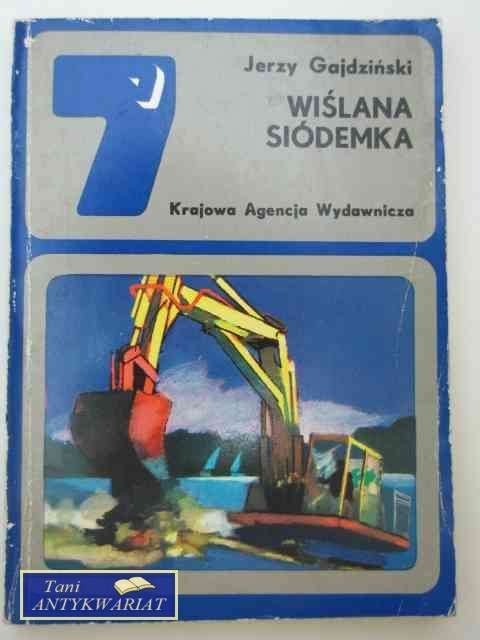 7
Jerzy Gajdziński
WIŚLANA
SIÓDEMKA
Krajowa Agencja Wydawnicza
Tani
ANTYKWARIAT